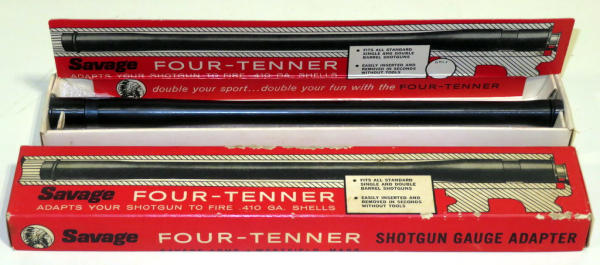 Savage FOUR-TENNER
ADAPTS YOUR SHOTGUN TO FIRE .410 GA. SHELLS
• FITS ALL STANDARD
SINGLE AND DOUBLE
BARREL SHOTGUNS
• EASILY INSERTED AND
REMOVED IN SECONDS
WITHOUT TOOLS
double your sport...double your fun with the FOUR-TENNER
• FITS ALL STANDARD
SINGLE AND DOUBLE
BARREL SHOTGUNS
• EASILY INSERTED AND
REMOVED IN SECONDS
WITHOUT TOOLS
Savage FOUR-TENNER
ADAPTS YOUR SHOTGUN TO FIRE .410 GA. SHELLS
Savage FOUR-TENNER SHOTGUN GAUGE ADAPTER